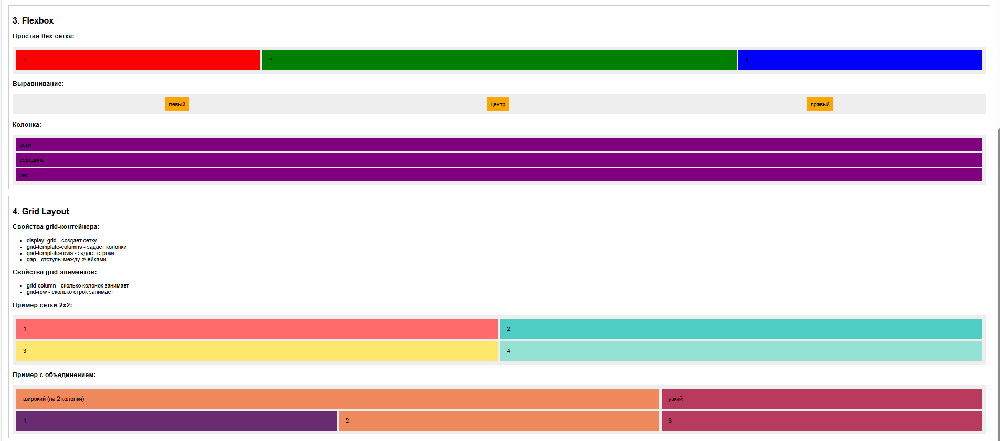 3. Flexbox
Простая flex-сетка:
1 2 3
Выравнивание:
левый центр правый
Колонка:
верх
середина
низ
4. Grid Layout
Свойства grid-контейнера:
• display: grid - создает сетку
• grid-template-columns - задает колонки
• grid-template-rows - задает строки
• gap - отступы между ячейками
Свойства grid-элементов:
• grid-column - сколько колонок занимает
• grid-row - сколько строк занимает
Пример сетки 2x2:
1 2
3 4
Пример с объединением:
широкий (на 2 колонки) узкий
1 2 3